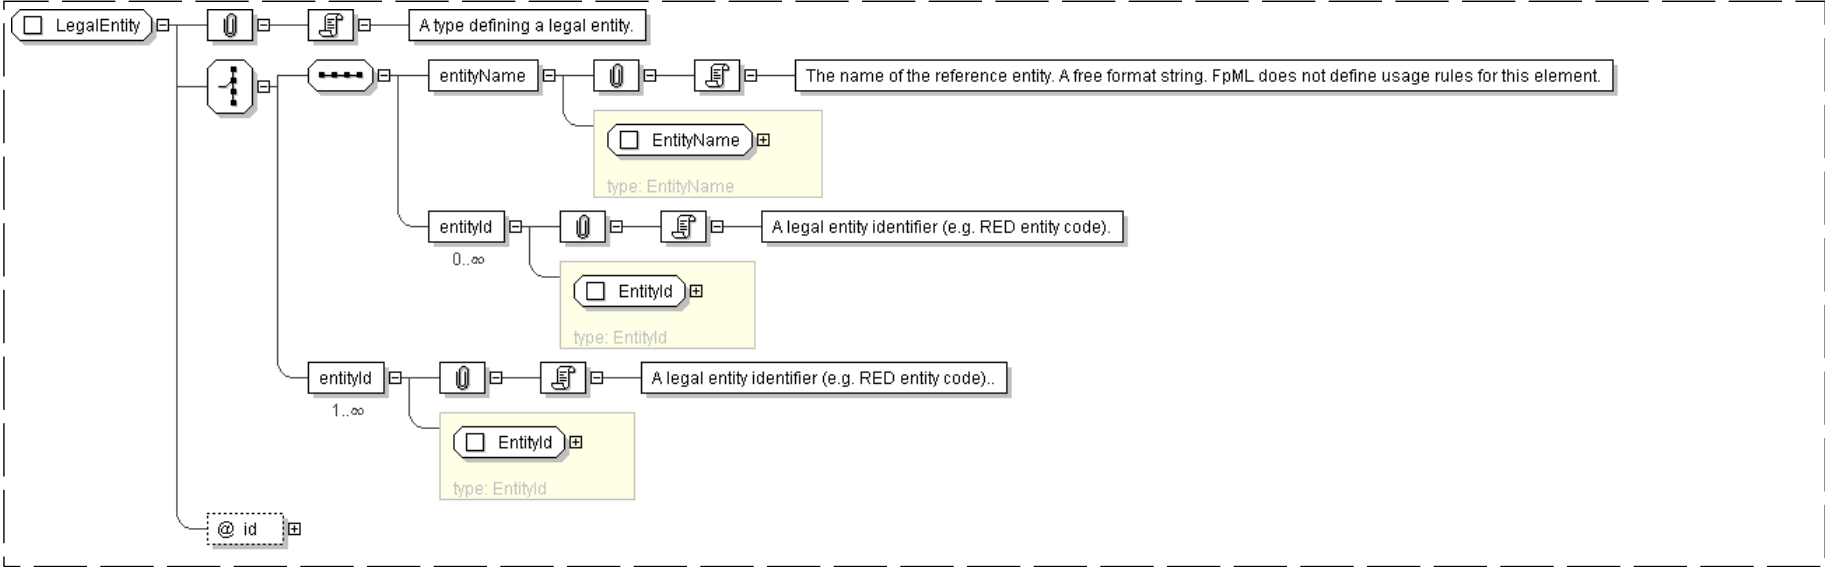 LegalEntity
A type defining a legal entity.
entityName
The name of the reference entity. A free format string. FpML does not define usage rules for this element.
EntityName
type: EntityName
entityId
A legal entity identifier (e.g. RED entity code).
0..∞
EntityId
type: EntityId
entityId
A legal entity identifier (e.g. RED entity code)..
1..∞
EntityId
type: EntityId
@ id